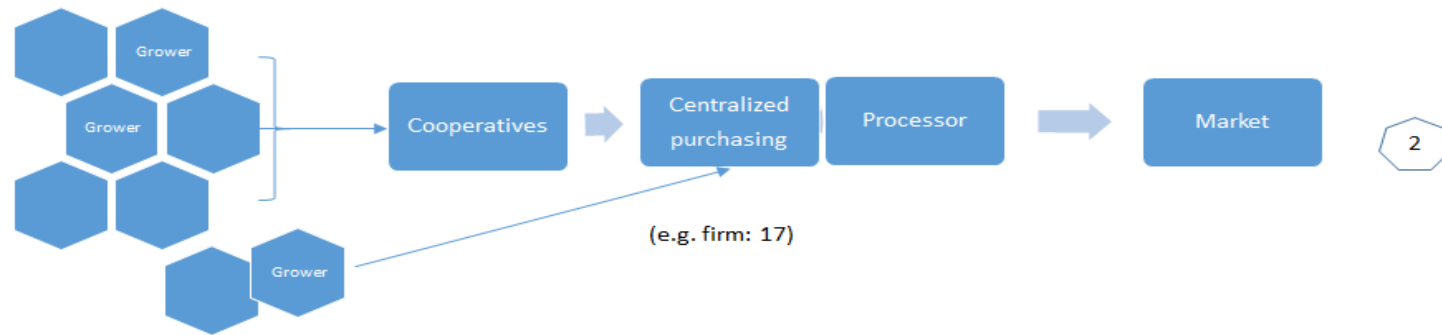 Grower
Grower
Cooperatives
Centralized
purchasing
Processor
Market
2
(e.g. firm: 17)
Grower